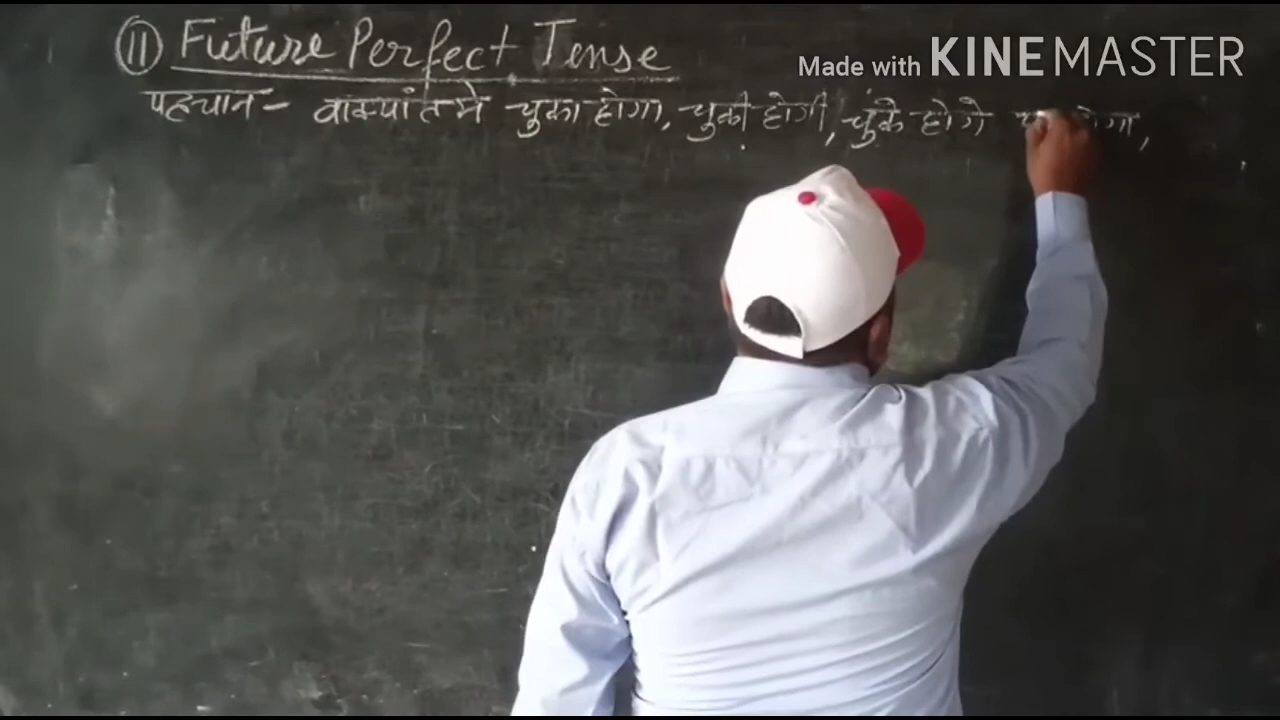 (11) Future Perfect Tense
Made with KINEMASTER
पहचान - वाक्यांत मे चुका होगा, चुकी होगी, चुंके होगे